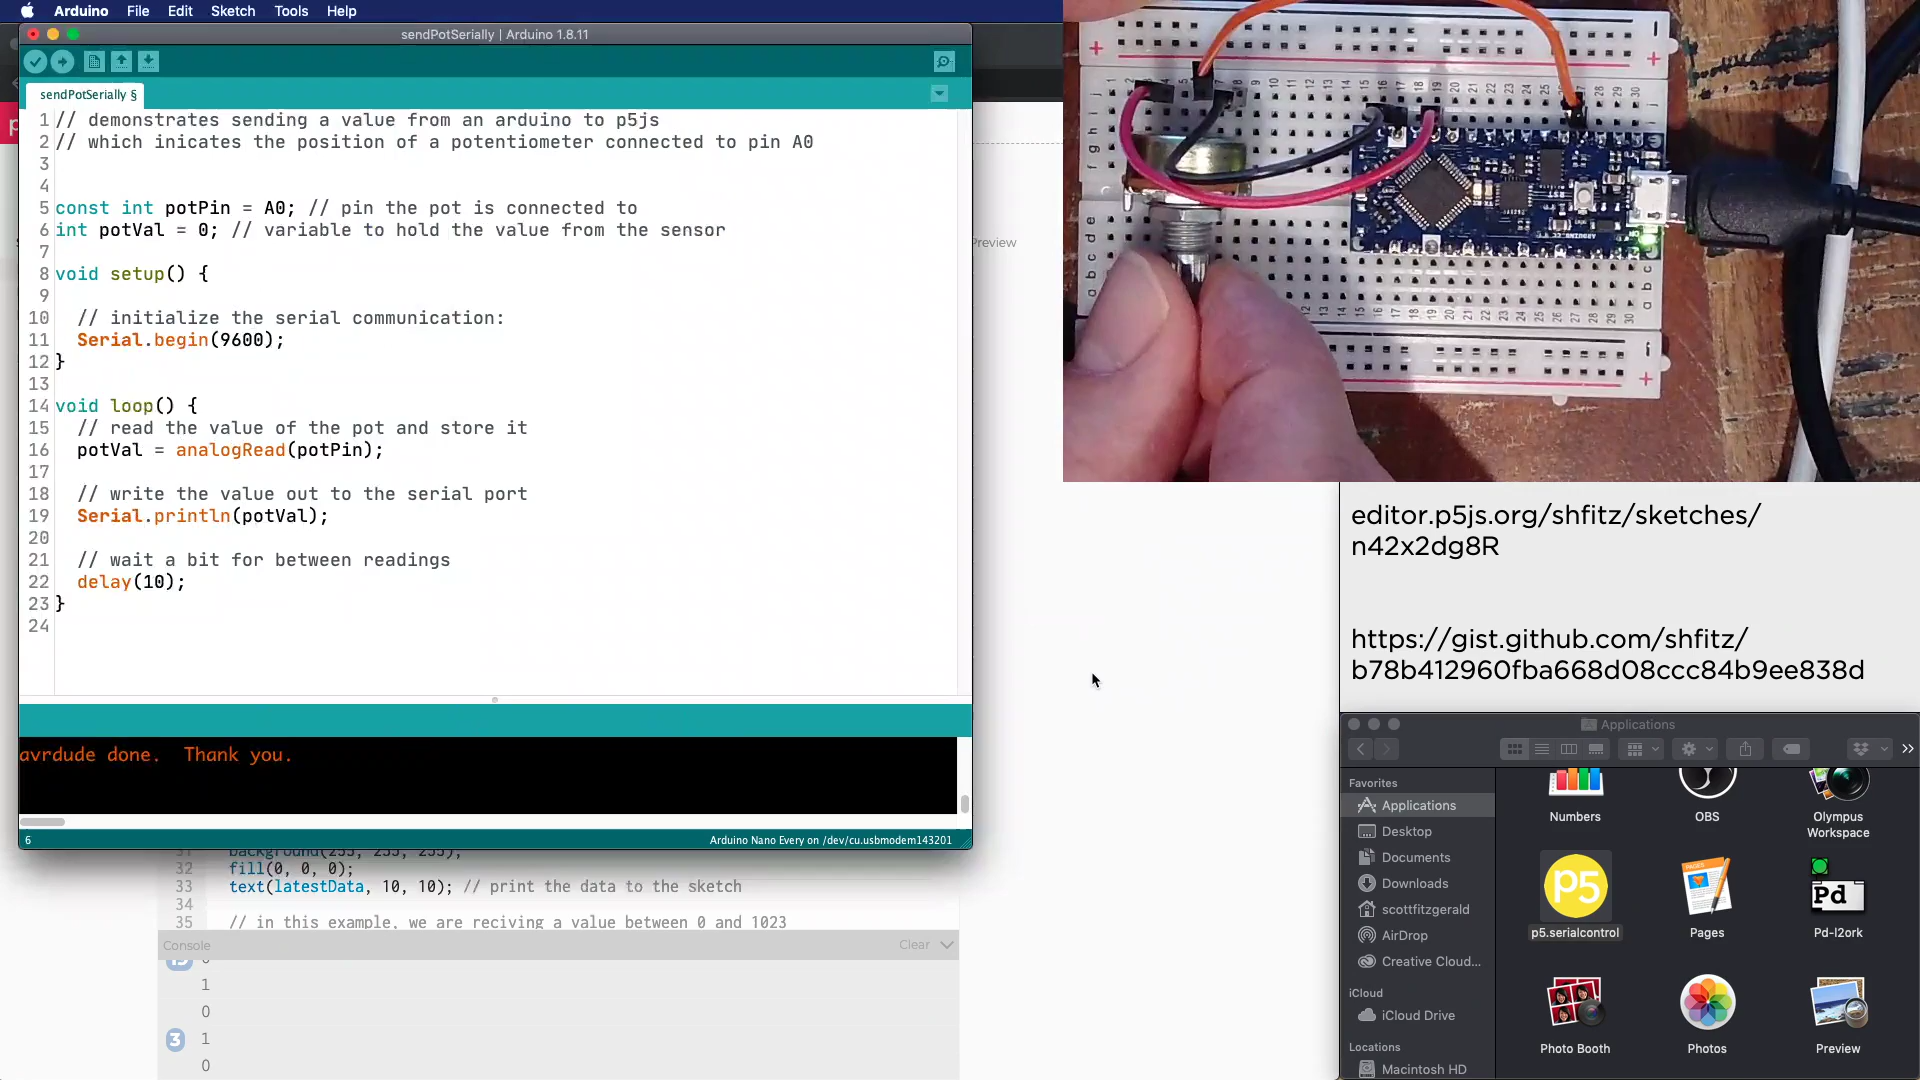 Arduino File Edit Sketch Tools Help
sendPotSerially | Arduino 1.8.11
sendPotSerially §
1 // demonstrates sending a value from an arduino to p5js
2 // which inicates the position of a potentiometer connected to pin A0
3
4
5 const int potPin = A0; // pin the pot is connected to
6 int potVal = 0; // variable to hold the value from the sensor
7
8 void setup() {
9
10 // initialize the serial communication:
11 Serial.begin(9600);
12 }
13
14 void loop() {
15 // read the value of the pot and store it
16 potVal = analogRead(potPin);
17
18 // write the value out to the serial port
19 Serial.println(potVal);
20
21 // wait a bit for between readings
22 delay(10);
23 }
24
avrdude done. Thank you.
6 Arduino Nano Every on /dev/cu.usbmodem143201
Preview
31 background(255, 255, 255);
32 fill(0, 0, 0);
33 text(latestData, 10, 10); // print the data to the sketch
34
35 // in this example, we are reciving a value between 0 and 1023
Console Clear
0
1
0
3 1
0
editor.p5js.org/shfitz/sketches/
n42x2dg8R
https://gist.github.com/shfitz/
b78b412960fba668d08ccc84b9ee838d
Applications
Favorites
Applications
Desktop
Documents
Downloads
scottfitzgerald
AirDrop
Creative Cloud...
iCloud
iCloud Drive
Locations
Macintosh HD
Numbers
OBS
Olympus
Workspace
p5
p5.serialcontrol
PAGES
Pages
Pd
Pd-l2ork
Photo Booth
Photos
Preview